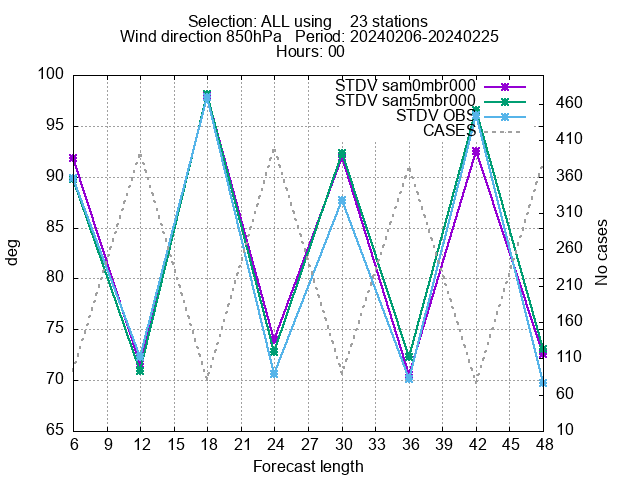 Selection: ALL using    23 stations
Wind direction 850hPa   Period: 20240206-20240225
Hours: 00
STDV sam0mbr000
STDV sam5mbr000
STDV OBS
CASES
100
95
90
85
80
75
70
65
deg
460
410
360
310
260
210
160
110
60
10
No cases
6 9 12 15 18 21 24 27 30 33 36 39 42 45 48
Forecast length